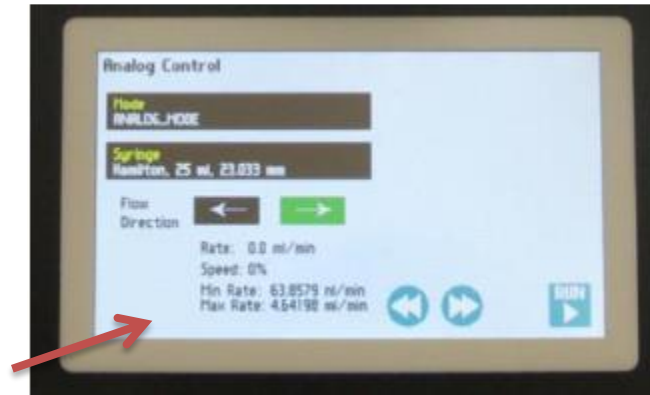 Analog Control
Mode
ANALOG_MODE
Syringe
Hamilton, 25 ml, 23.033 mm
Flow
Direction
Rate: 0.0 ml/min
Speed: 0%
Min Rate: 63.8579 nl/min
Max Rate: 4.64198 ml/min
RUN